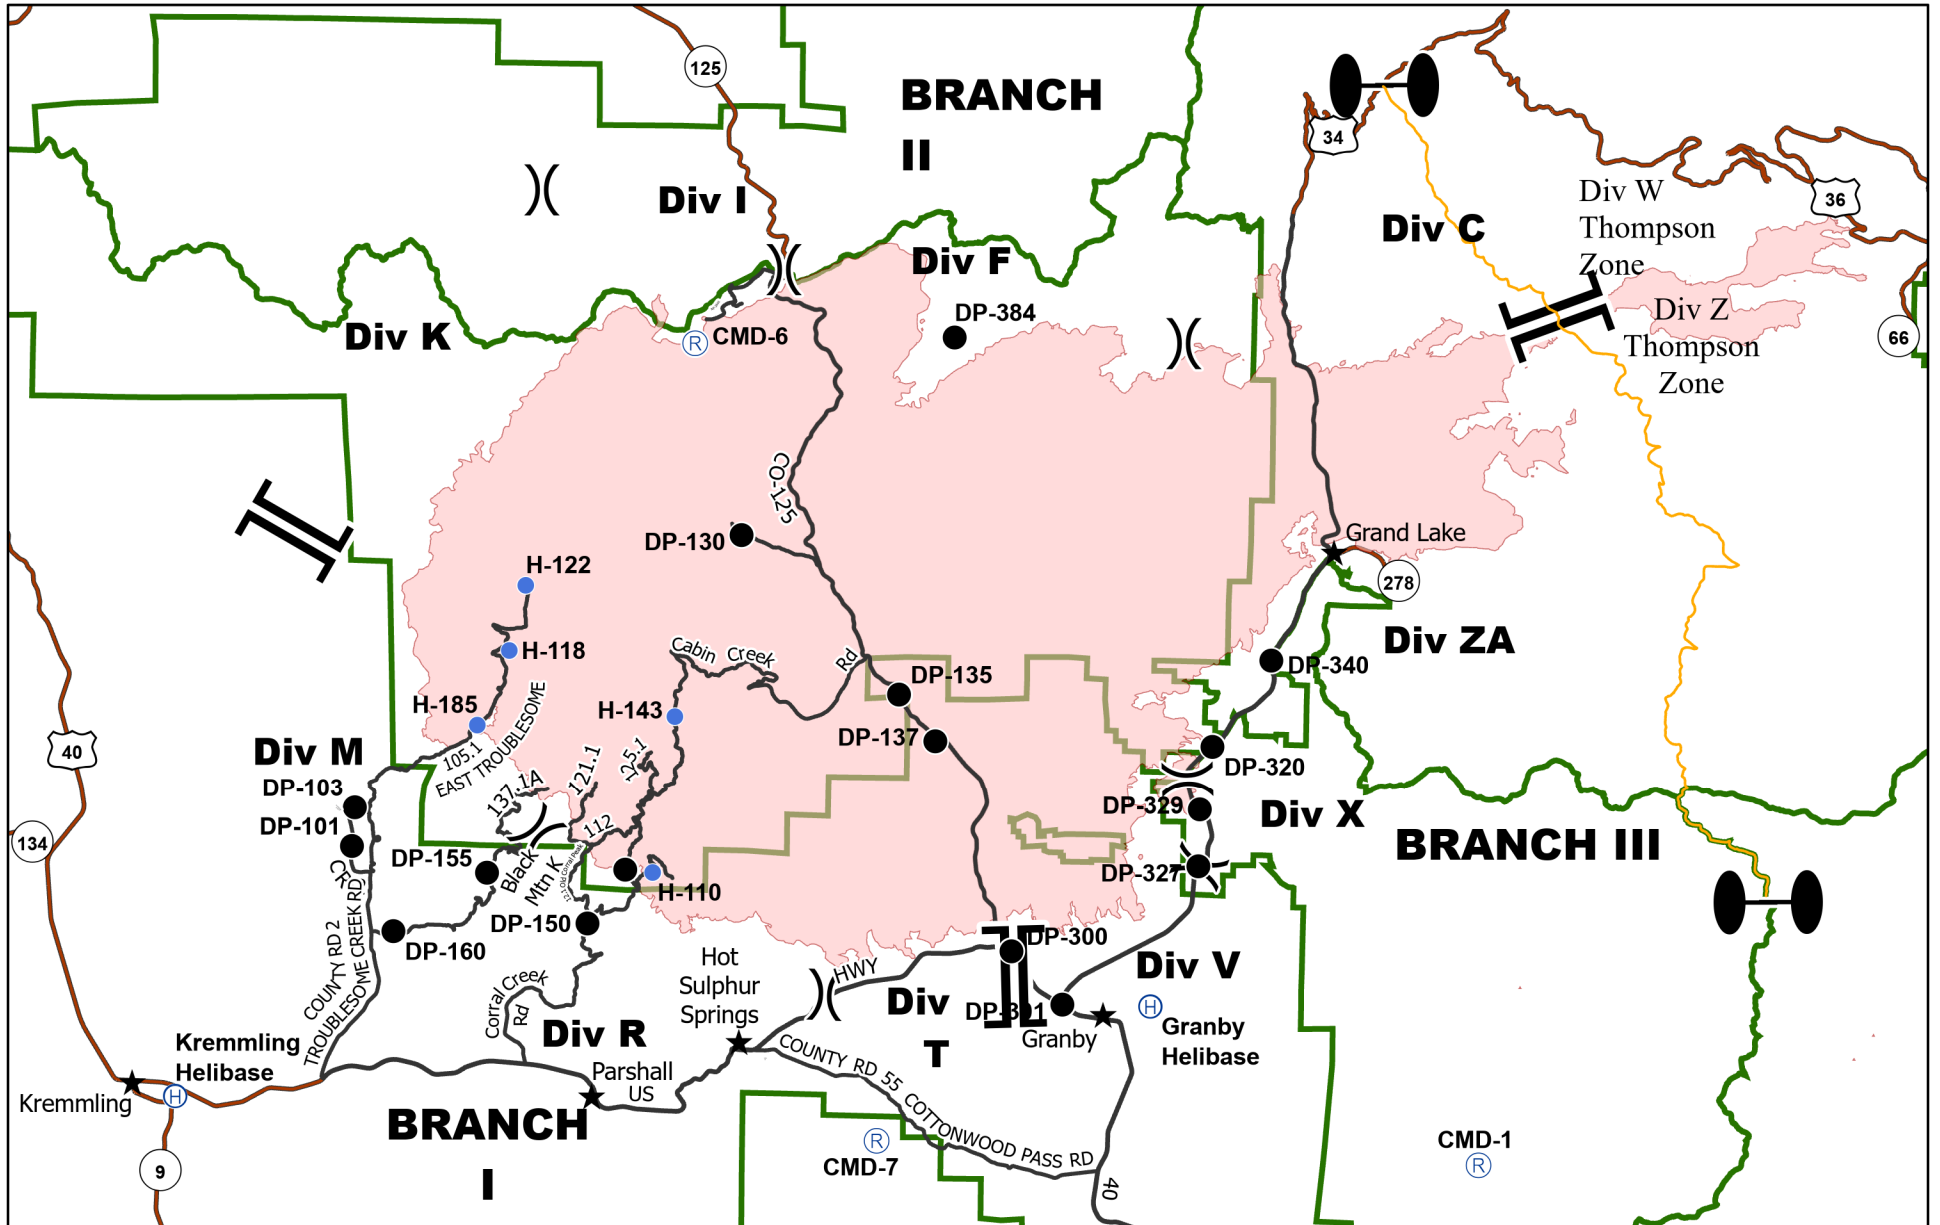 125
BRANCH
II
34
Div I
Div C
Div W
Thompson
Zone
36
Div F
Div K
DP-384
CMD-6
R
Div Z
Thompson
Zone
66
CO-125
DP-130
Grand Lake
H-122
278
H-118
Cabin Creek
Rd
Div ZA
DP-340
DP-135
H-185
H-143
EAST TROUBLESOME
105.1
DP-137
40
Div M
121.1
DP-320
DP-103
137.1A
DP-329
Div X
DP-101
112
134
BRANCH III
DP-155
Black
Mtn K
CR
DP-327
H-110
DP-150
DP-160
DP-300
COUNTY RD 2
TROUBLESOME CREEK RD
Hot
Sulphur
Springs
HWY
Div V
Corral Creek
Rd
Div
T
H
Granby
Helibase
Granby
Div R
Kremmling
Helibase
Parshall
US
COUNTY RD 55 COTTONWOOD PASS RD
Kremmling
H
BRANCH
I
R
CMD-7
CMD-1
R
9
40